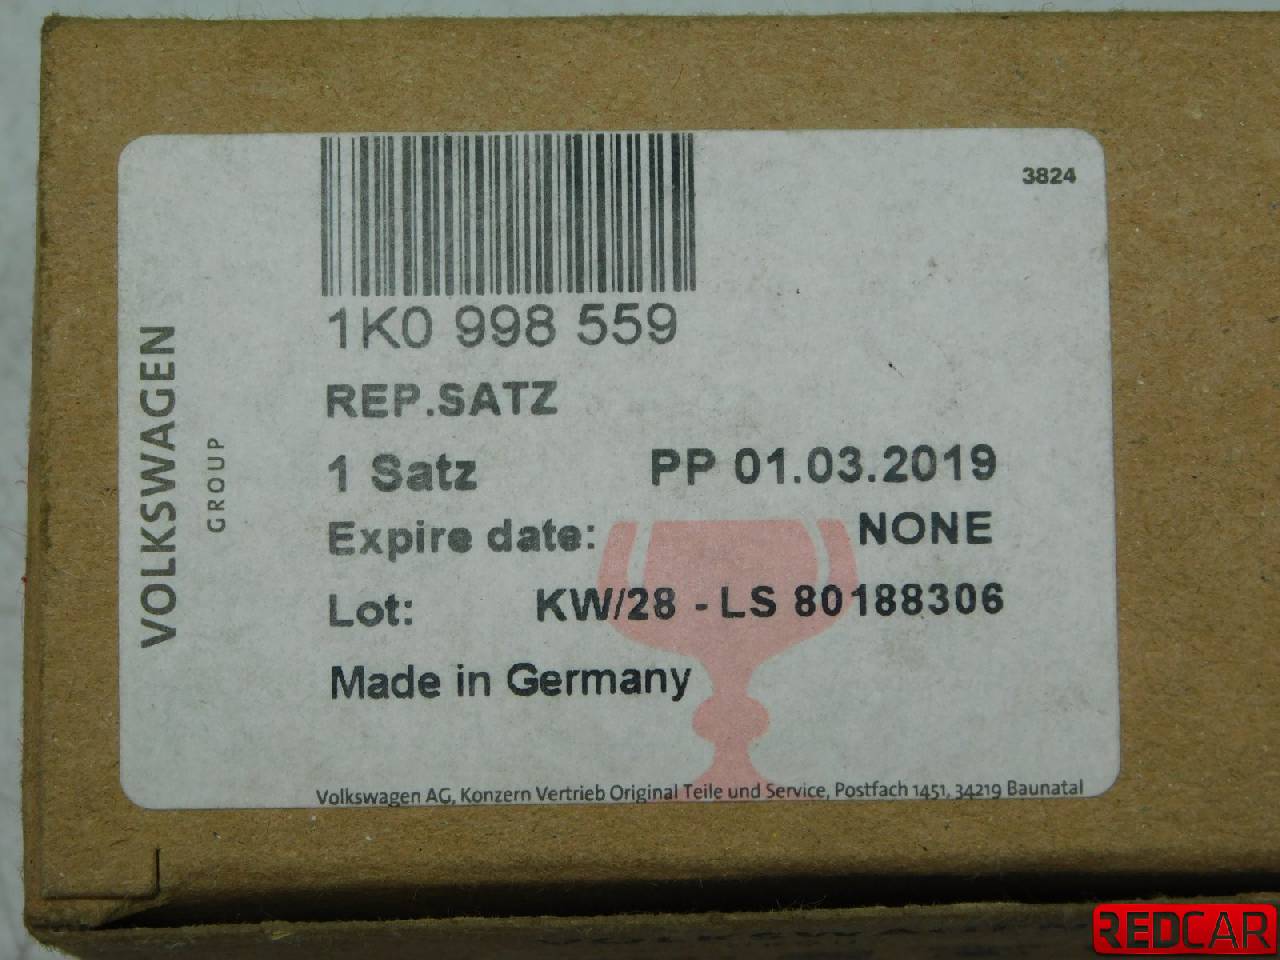 3824
1K0 998 559
REP.SATZ
1 Satz PP 01.03.2019
Expire date: NONE
Lot: KW/28 - LS 80188306
Made in Germany
VOLKSWAGEN
GROUP
Volkswagen AG, Konzern Vertrieb Original Teile und Service, Postfach 1451, 34219 Baunatal
REDCAR